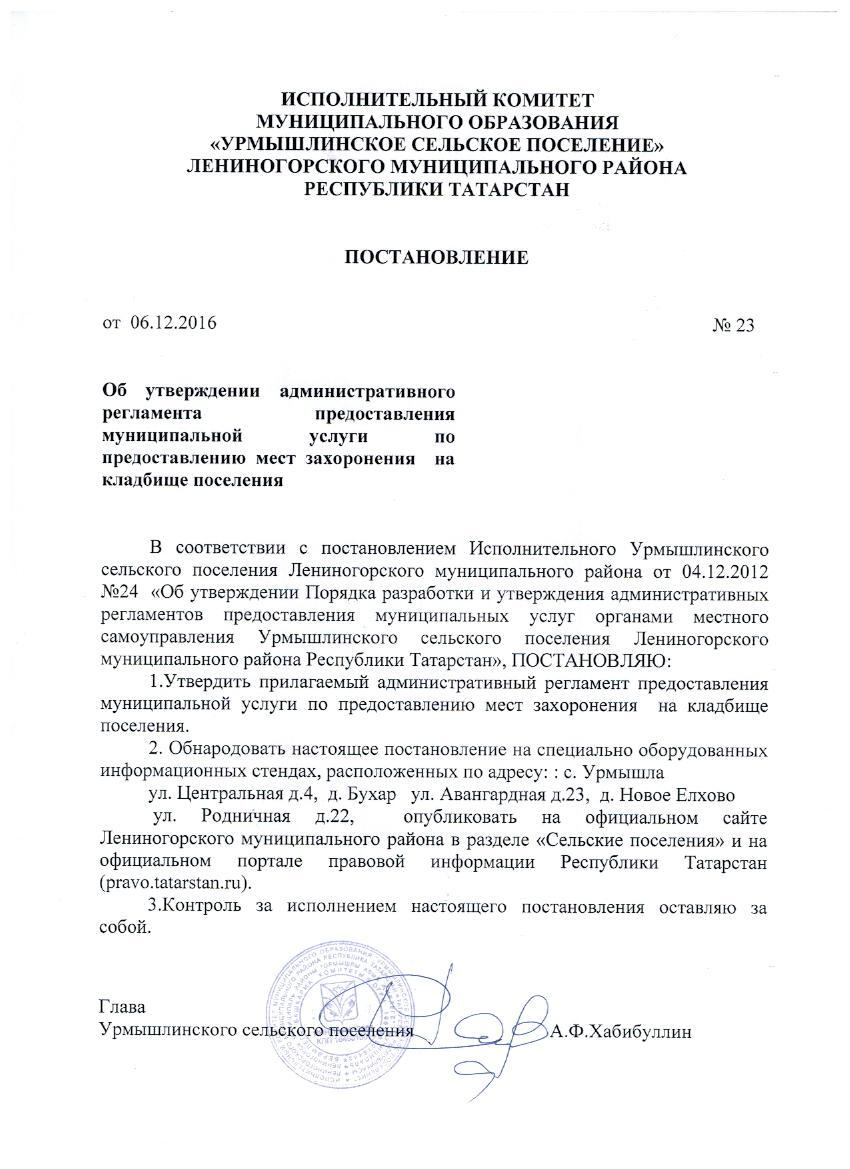 ИСПОЛНИТЕЛЬНЫЙ КОМИТЕТ
МУНИЦИПАЛЬНОГО ОБРАЗОВАНИЯ
«УРМЫШЛИНСКОЕ СЕЛЬСКОЕ ПОСЕЛЕНИЕ»
ЛЕНИНОГОРСКОГО МУНИЦИПАЛЬНОГО РАЙОНА
РЕСПУБЛИКИ ТАТАРСТАН
ПОСТАНОВЛЕНИЕ
от 06.12.2016 № 23
Об утверждении административного
регламента предоставления
муниципальной услуги по
предоставлению мест захоронения на
кладбище поселения
В соответствии с постановлением Исполнительного Урмышлинского
сельского поселения Лениногорского муниципального района от 04.12.2012
№24 «Об утверждении Порядка разработки и утверждения административных
регламентов предоставления муниципальных услуг органами местного
самоуправления Урмышлинского сельского поселения Лениногорского
муниципального района Республики Татарстан», ПОСТАНОВЛЯЮ:
1.Утвердить прилагаемый административный регламент предоставления
муниципальной услуги по предоставлению мест захоронения на кладбище
поселения.
2. Обнародовать настоящее постановление на специально оборудованных
информационных стендах, расположенных по адресу: : с. Урмышла
ул. Центральная д.4, д. Бухар ул. Авангардная д.23, д. Новое Елхово
ул. Родничная д.22, опубликовать на официальном сайте
Лениногорского муниципального района в разделе «Сельские поселения» и на
официальном портале правовой информации Республики Татарстан
(pravo.tatarstan.ru).
3.Контроль за исполнением настоящего постановления оставляю за
собой.
Глава
Урмышлинского сельского поселения А.Ф.Хабибуллин